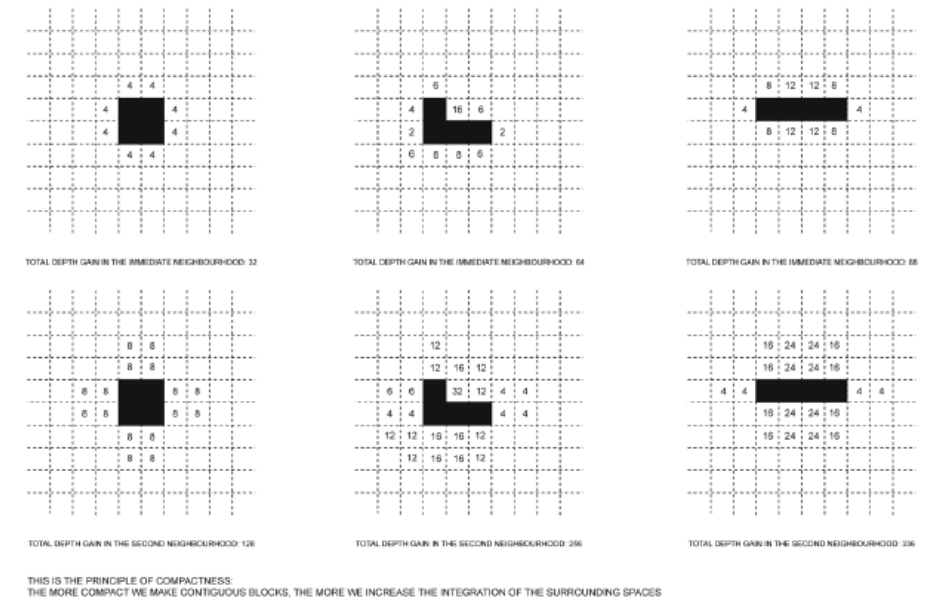 4 4
4 4
4 4
4 4
TOTAL DEPTH GAIN IN THE IMMEDIATE NEIGHBOURHOOD: 32
6
4 16 6
2 2
6 8 8 6
TOTAL DEPTH GAIN IN THE IMMEDIATE NEIGHBOURHOOD: 64
8 12 12 8
4 4
8 12 12 8
TOTAL DEPTH GAIN IN THE IMMEDIATE NEIGHBOURHOOD: 88
8 8
8 8
8 8 8 8
8 8 8 8
8 8
8 8
TOTAL DEPTH GAIN IN THE SECOND NEIGHBOURHOOD: 128
12
12 16 12
6 6 32 12 4 4
4 4 4 4
12 12 16 16 12
12 16 16 12
TOTAL DEPTH GAIN IN THE SECOND NEIGHBOURHOOD: 256
16 24 24 16
16 24 24 16
4 4 4 4
16 24 24 16
16 24 24 16
TOTAL DEPTH GAIN IN THE SECOND NEIGHBOURHOOD: 336
THIS IS THE PRINCIPLE OF COMPACTNESS:
THE MORE COMPACT WE MAKE CONTIGUOUS BLOCKS, THE MORE WE INCREASE THE INTEGRATION OF THE SURROUNDING SPACES